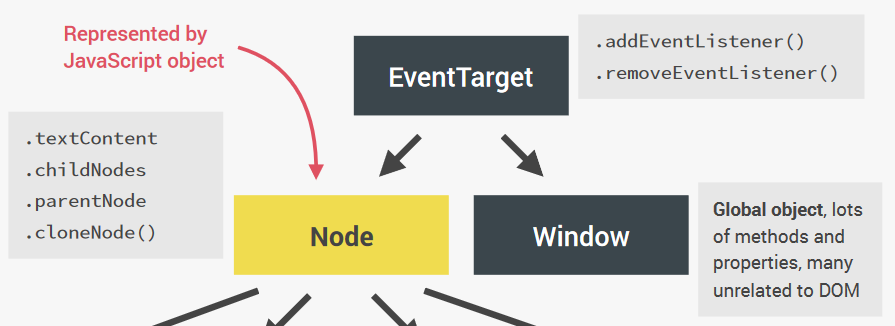 Represented by
JavaScript object
EventTarget
.addEventListener()
.removeEventListener()
.textContent
.childNodes
.parentNode
.cloneNode()
Node
Window
Global object, lots
of methods and
properties, many
unrelated to DOM